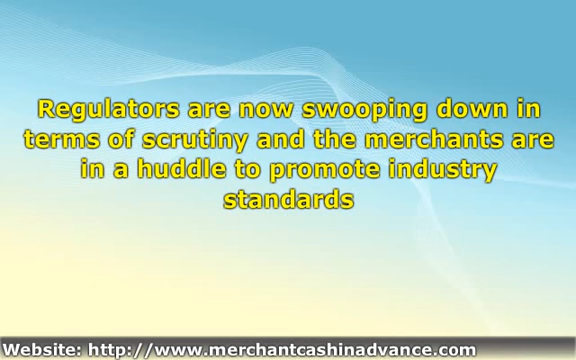 Regulators are now swooping down in
terms of scrutiny and the merchants are
in a huddle to promote industry
standards
Website: http://www.merchantcashinadvance.com